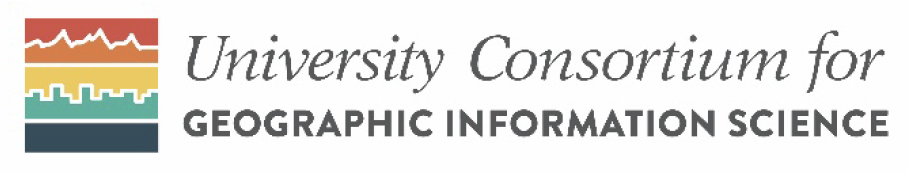 University Consortium for
GEOGRAPHIC INFORMATION SCIENCE